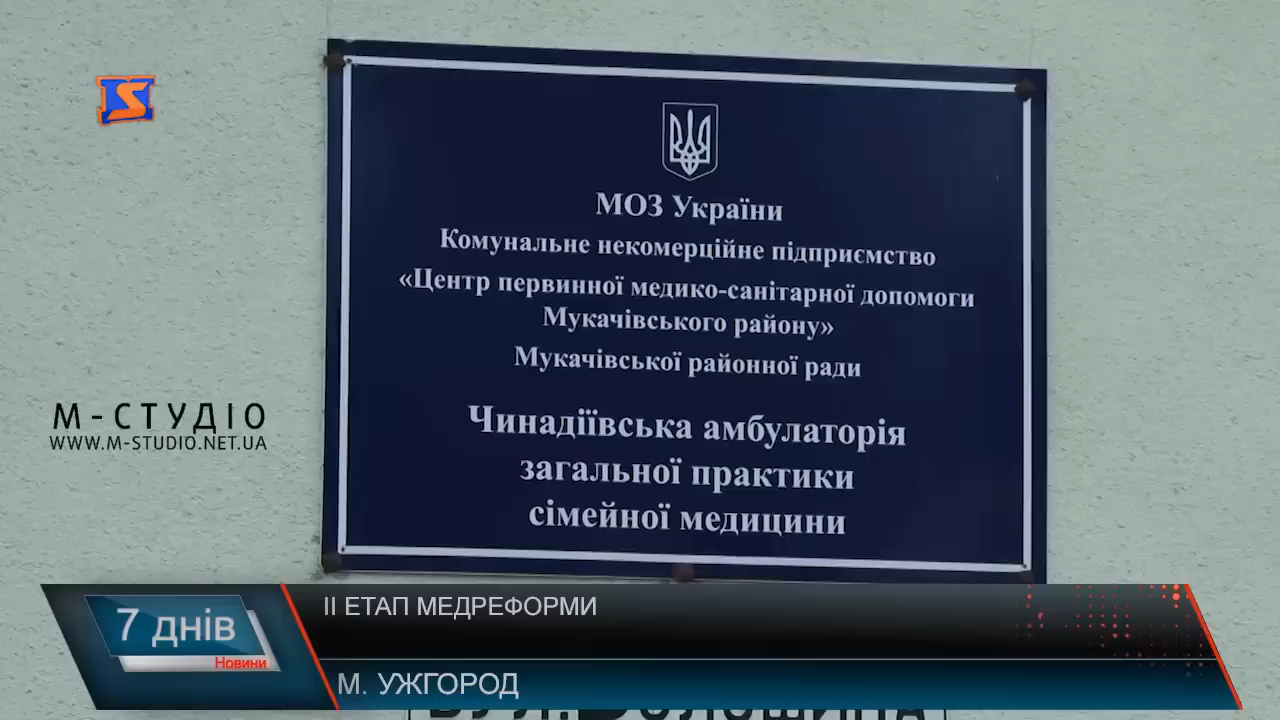 МОЗ України
Комунальне некомерційне підприємство
«Центр первинної медико-санітарної допомоги
Мукачівського району»
Мукачівської районної ради
Чинадіївська амбулаторія
загальної практики
сімейної медицини
М-СТУДІО
WWW.M-STUDIO.NET.UA
7 днів
Новини
ІІ ЕТАП МЕДРЕФОРМИ
М. УЖГОРОД